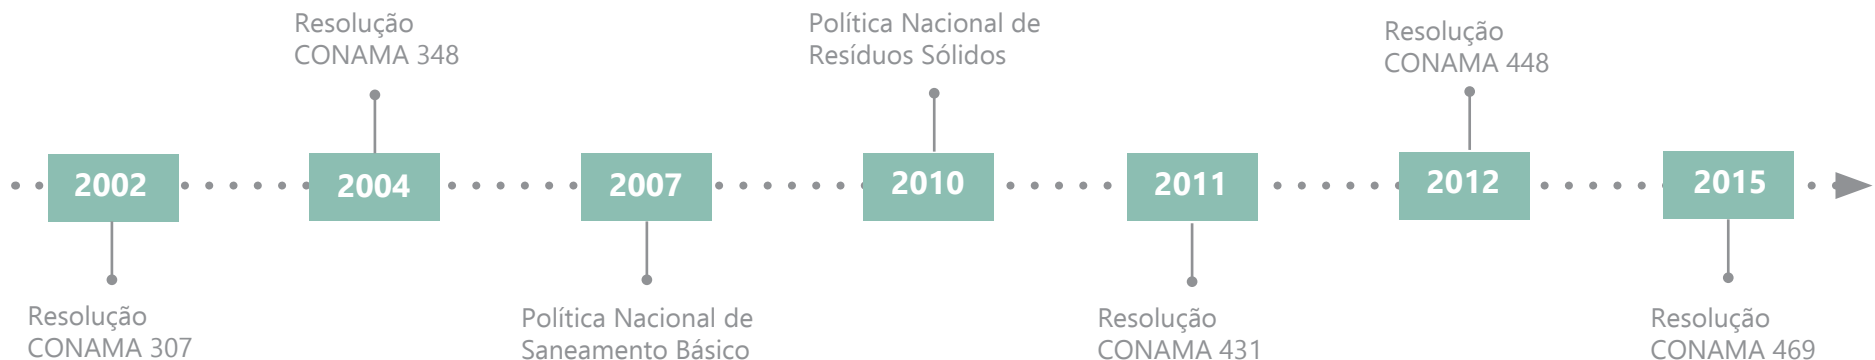 Resolução
CONAMA 348
Política Nacional de
Resíduos Sólidos
Resolução
CONAMA 448
2002
2004
2007
2010
2011
2012
2015
Resolução
CONAMA 307
Política Nacional de
Saneamento Básico
Resolução
CONAMA 431
Resolução
CONAMA 469